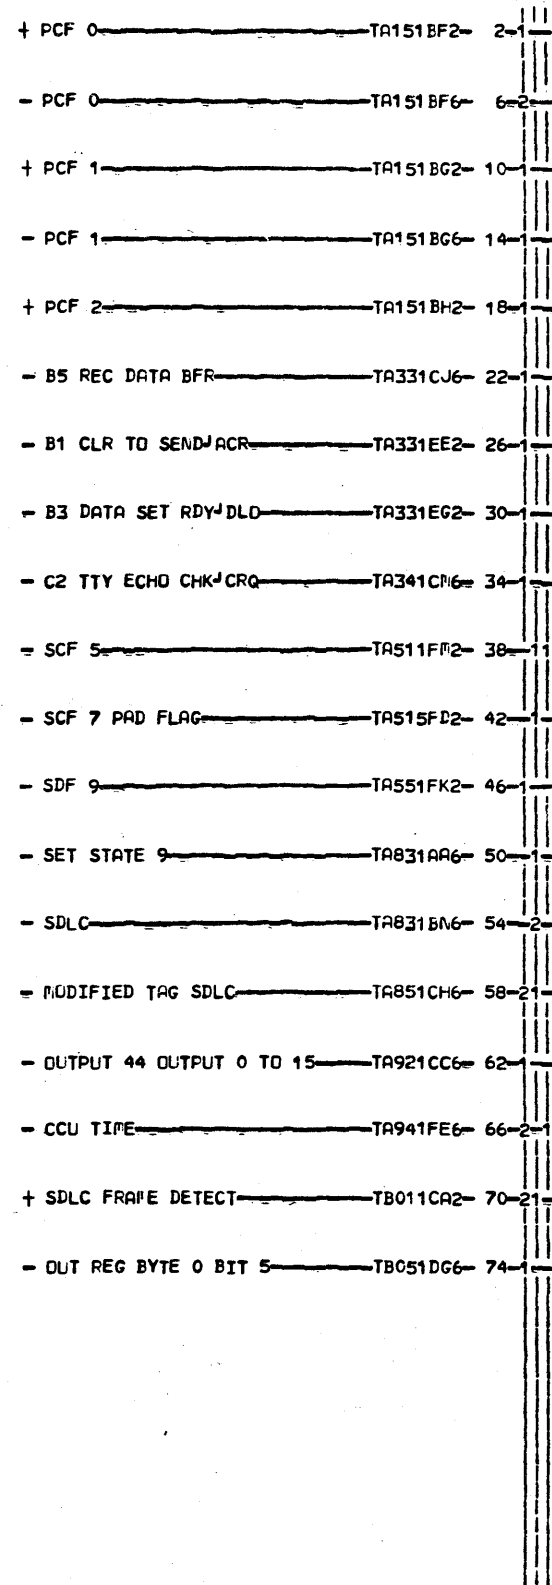 + PCF 0 TA151BF2- 2-1
- PCF 0 TA151BF6- 6-2
+ PCF 1 TA151BG2- 10-1
- PCF 1 TA151BG6- 14-1
+ PCF 2 TA151BH2- 18-1
- B5 REC DATA BFR TA331CJ6- 22-1
- B1 CLR TO SEND┘ACR TA331EE2- 26-1
- B3 DATA SET RDY┘DLO TA331EG2- 30-1
- C2 TTY ECHO CHK┘CRQ TA341CM6- 34-1
- SCF 5 TA511FM2- 38-11
- SCF 7 PAD FLAG TA515FD2- 42-1
- SDF 9 TA551FK2- 46-1
- SET STATE 9 TA831AA6- 50-1
- SDLC TA831BN6- 54-2
- MODIFIED TAG SDLC TA851CH6- 58-21
- OUTPUT 44 OUTPUT 0 TO 15 TA921CC6- 62-1
- CCU TIME TA941FE6- 66-2-1
+ SDLC FRAME DETECT TB011CA2- 70-21
- OUT REG BYTE 0 BIT 5 TB051DG6- 74-1